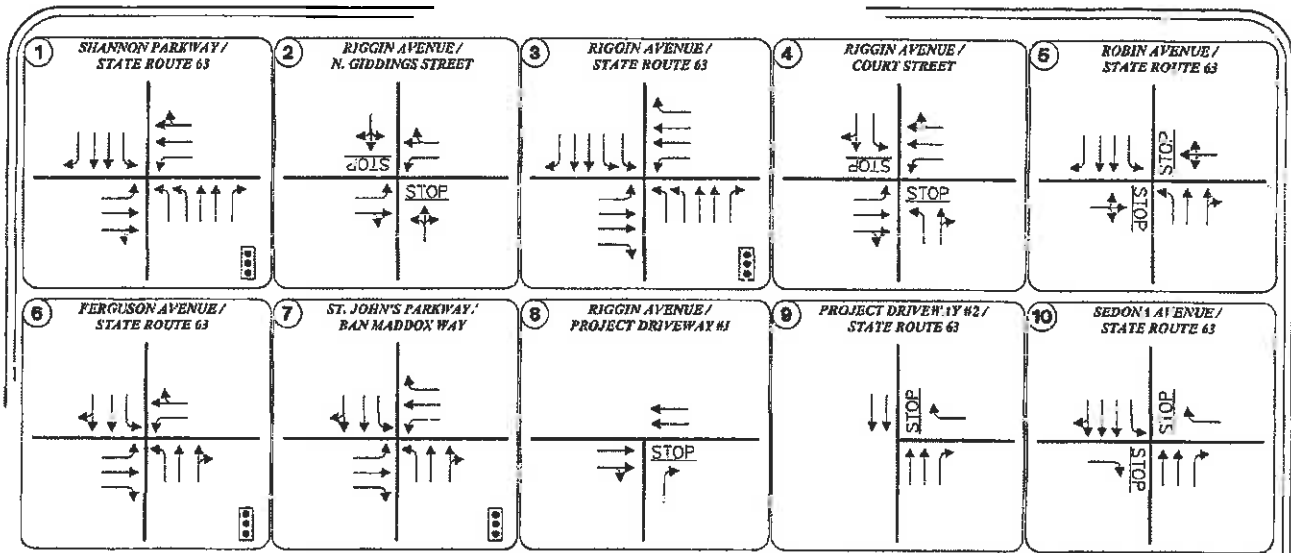 1
SHANNON PARKWAY /
STATE ROUTE 63
2
RIGGIN AVENUE /
N. GIDDINGS STREET
STOP
STOP
3
RIGGIN AVENUE /
STATE ROUTE 63
4
RIGGIN AVENUE /
COURT STREET
STOP
STOP
5
ROBIN AVENUE /
STATE ROUTE 63
STOP
STOP
6
FERGUSON AVENUE /
STATE ROUTE 63
7
ST. JOHN'S PARKWAY /
BAN MADDOX WAY
8
RIGGIN AVENUE /
PROJECT DRIVEWAY #1
STOP
9
PROJECT DRIVEWAY #2 /
STATE ROUTE 63
STOP
10
SEDONA AVENUE /
STATE ROUTE 63
STOP
STOP